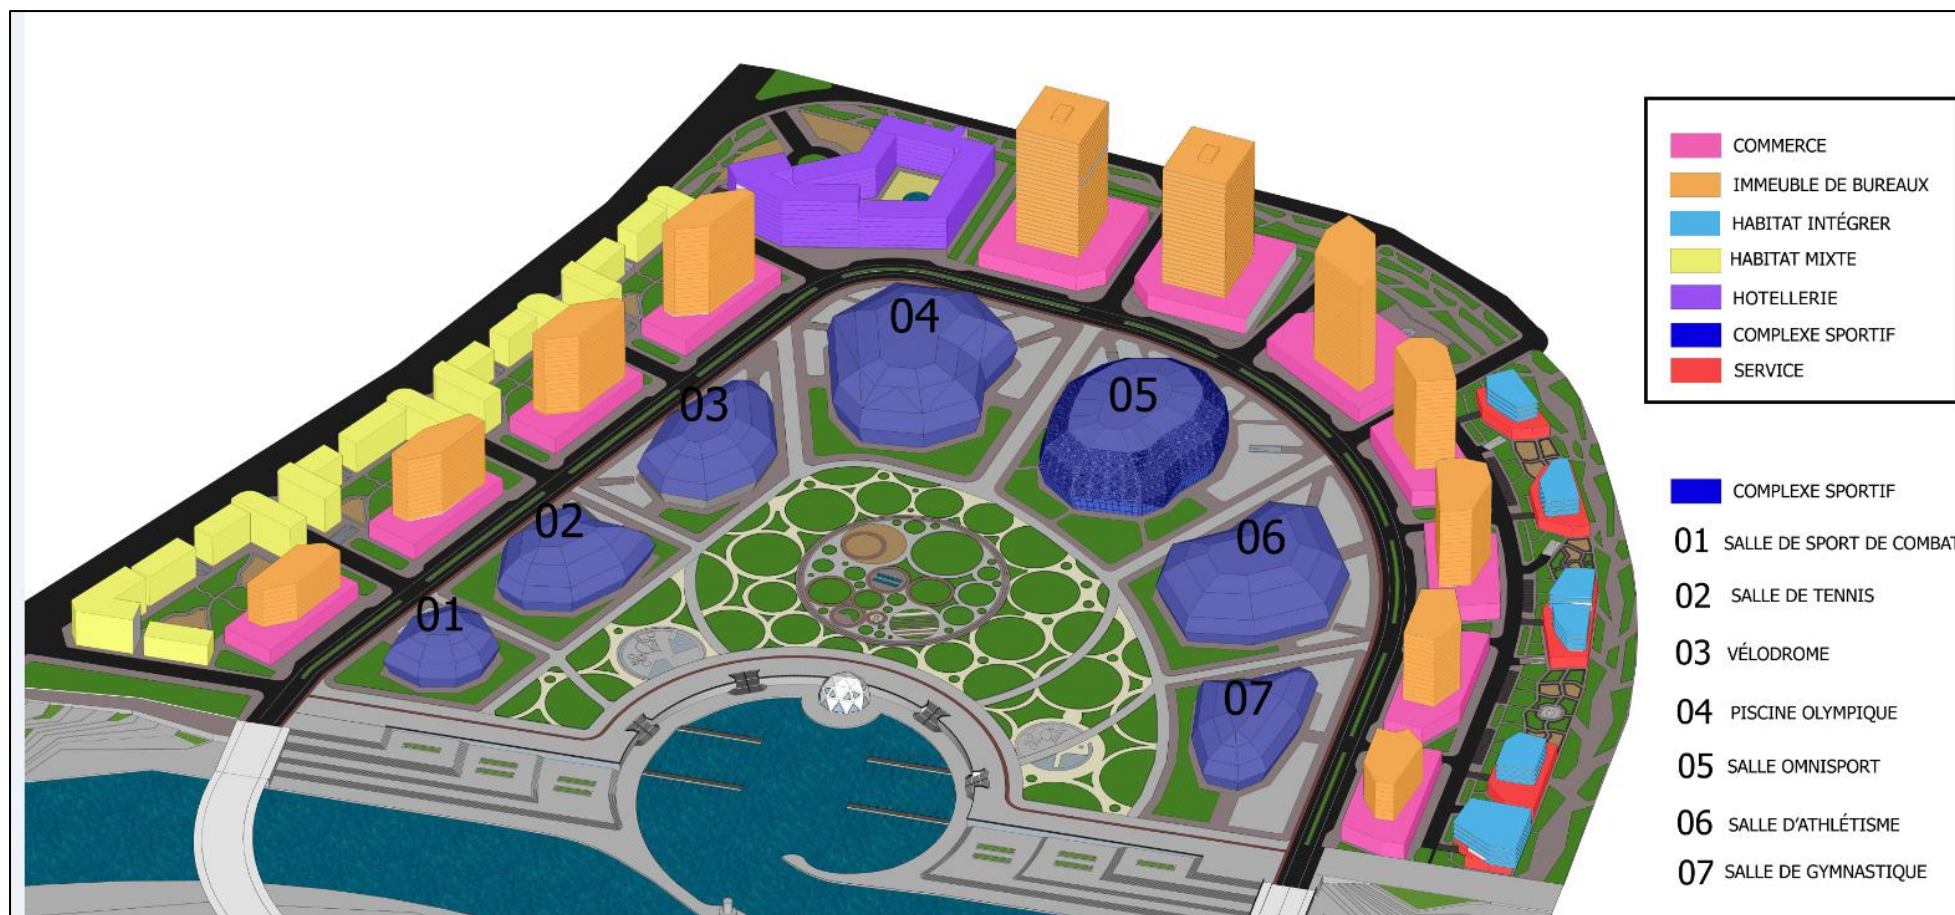 04
05
03
02
06
01
07
COMMERCE
IMMEUBLE DE BUREAUX
HABITAT INTÉGRER
HABITAT MIXTE
HOTELLERIE
COMPLEXE SPORTIF
SERVICE
COMPLEXE SPORTIF
01 SALLE DE SPORT DE COMBAT
02 SALLE DE TENNIS
03 VÉLODROME
04 PISCINE OLYMPIQUE
05 SALLE OMNISPORT
06 SALLE D'ATHLÉTISME
07 SALLE DE GYMNASTIQUE